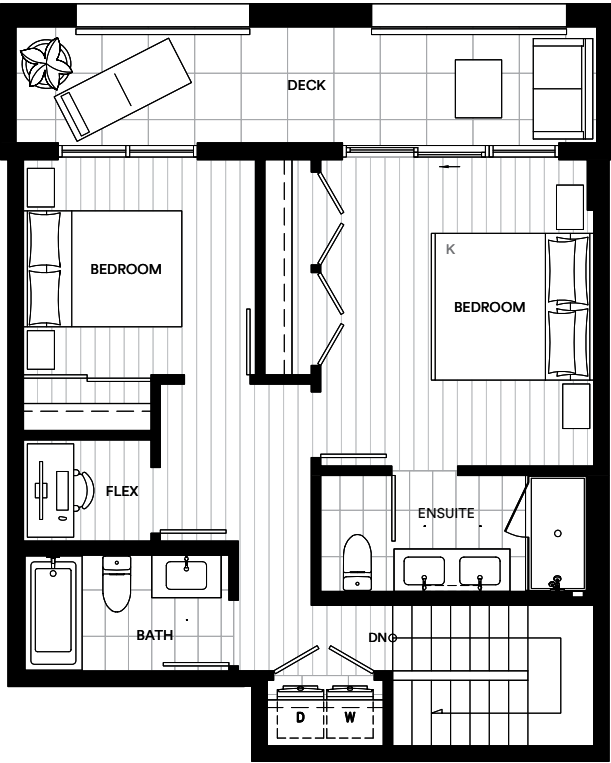 DECK
BEDROOM
K
BEDROOM
FLEX
ENSUITE
BATH
DN
D
W